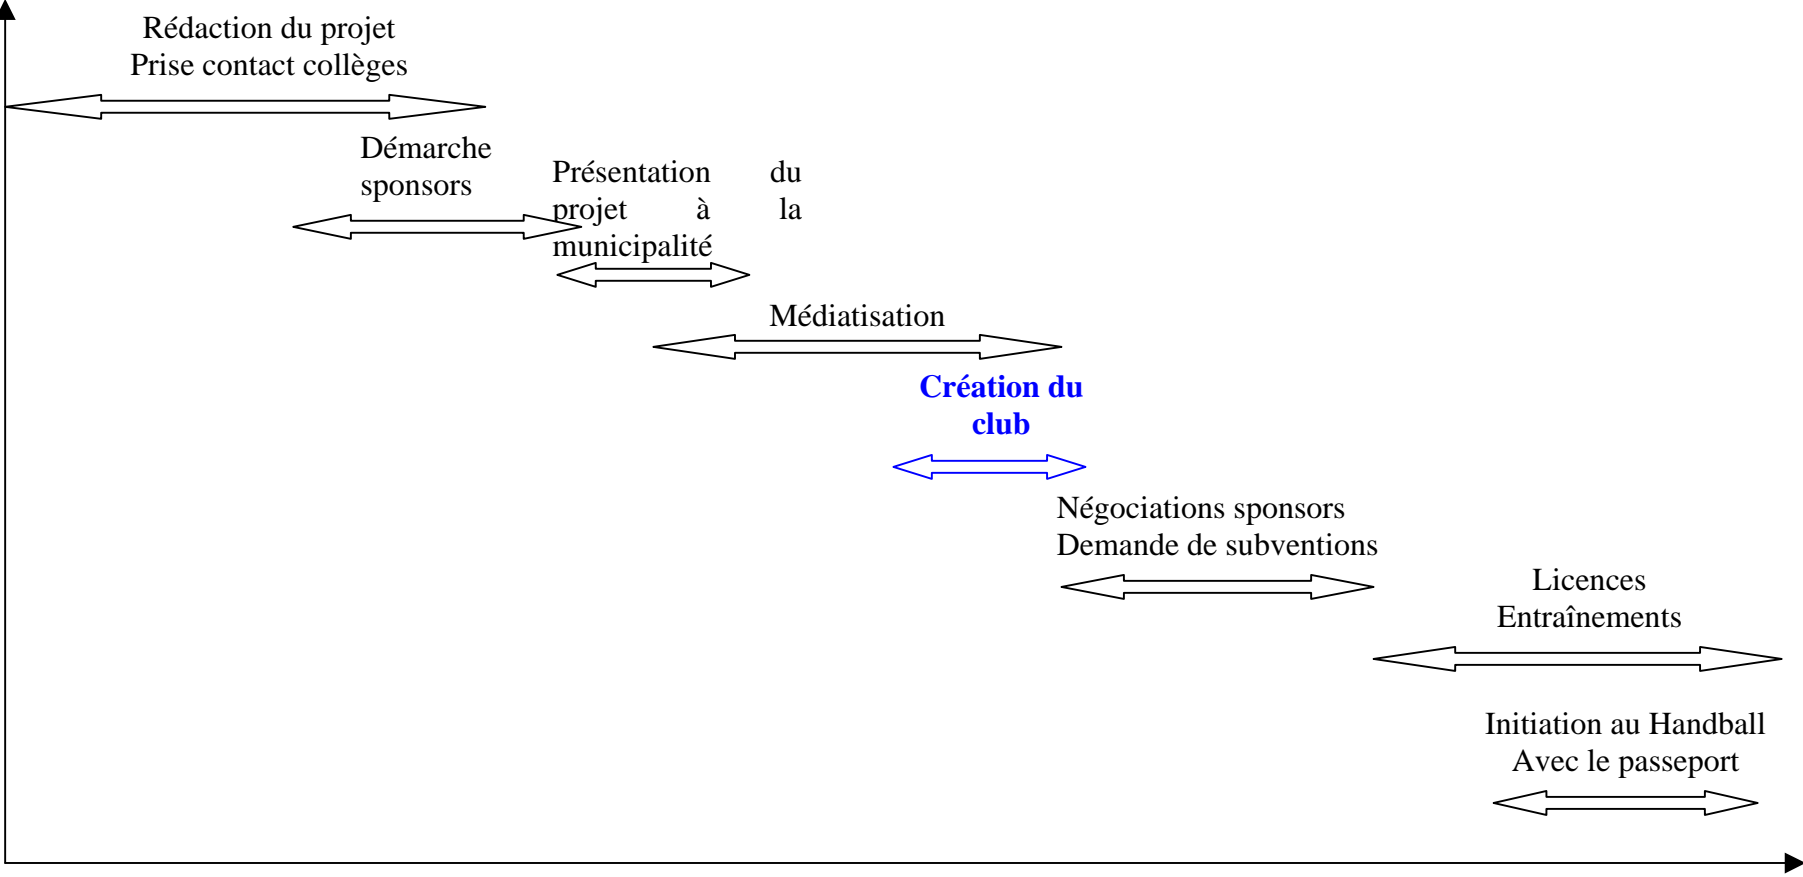 Rédaction du projet
Prise contact collèges
Démarche
sponsors
Présentation du
projet à la
municipalité
Médiatisation
Création du
club
Négociations sponsors
Demande de subventions
Licences
Entraînements
Initiation au Handball
Avec le passeport